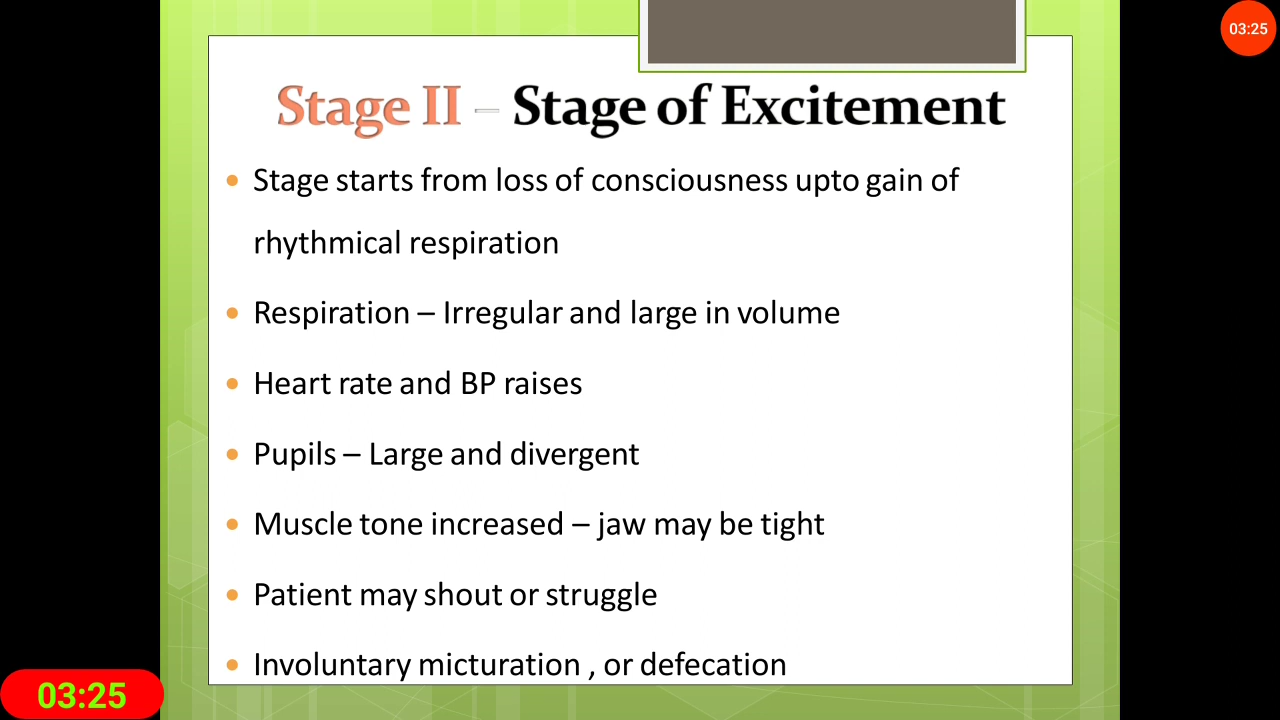 03:25
Stage II – Stage of Excitement
• Stage starts from loss of consciousness upto gain of
rhythmical respiration
• Respiration – Irregular and large in volume
• Heart rate and BP raises
• Pupils – Large and divergent
• Muscle tone increased – jaw may be tight
• Patient may shout or struggle
• Involuntary micturation , or defecation
03:25